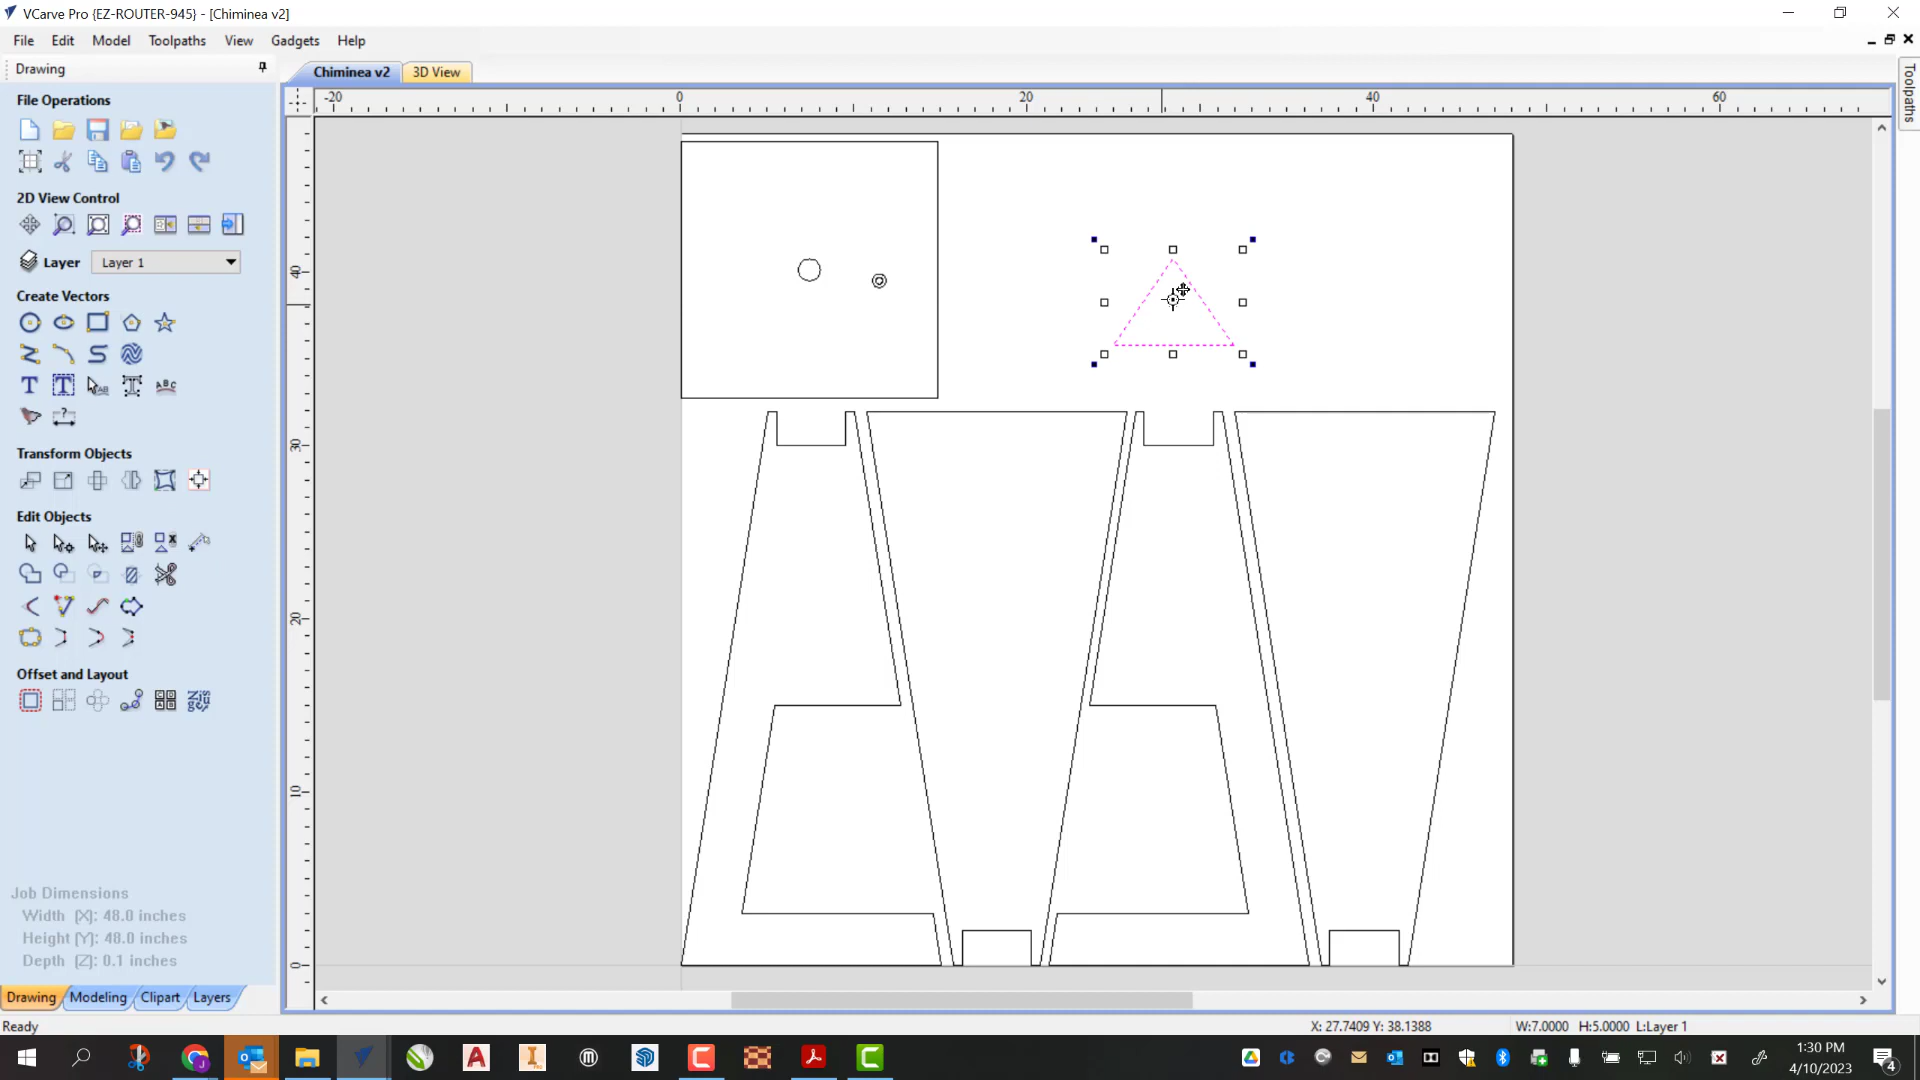 VCarve Pro {EZ-ROUTER-945} - [Chiminea v2]
File Edit Model Toolpaths View Gadgets Help
Drawing
Chiminea v2 3D View
Toolpaths
File Operations
2D View Control
Layer Layer 1
Create Vectors
Transform Objects
Edit Objects
Offset and Layout
-20 0 20 40 60
40
30
20
10
0
Job Dimensions
Width (X): 48.0 inches
Height (Y): 48.0 inches
Depth (Z): 0.1 inches
Drawing Modeling Clipart Layers
Ready
X: 27.7409 Y: 38.1388
W:7.0000 H:5.0000 L:Layer 1
1:30 PM
4/10/2023
4